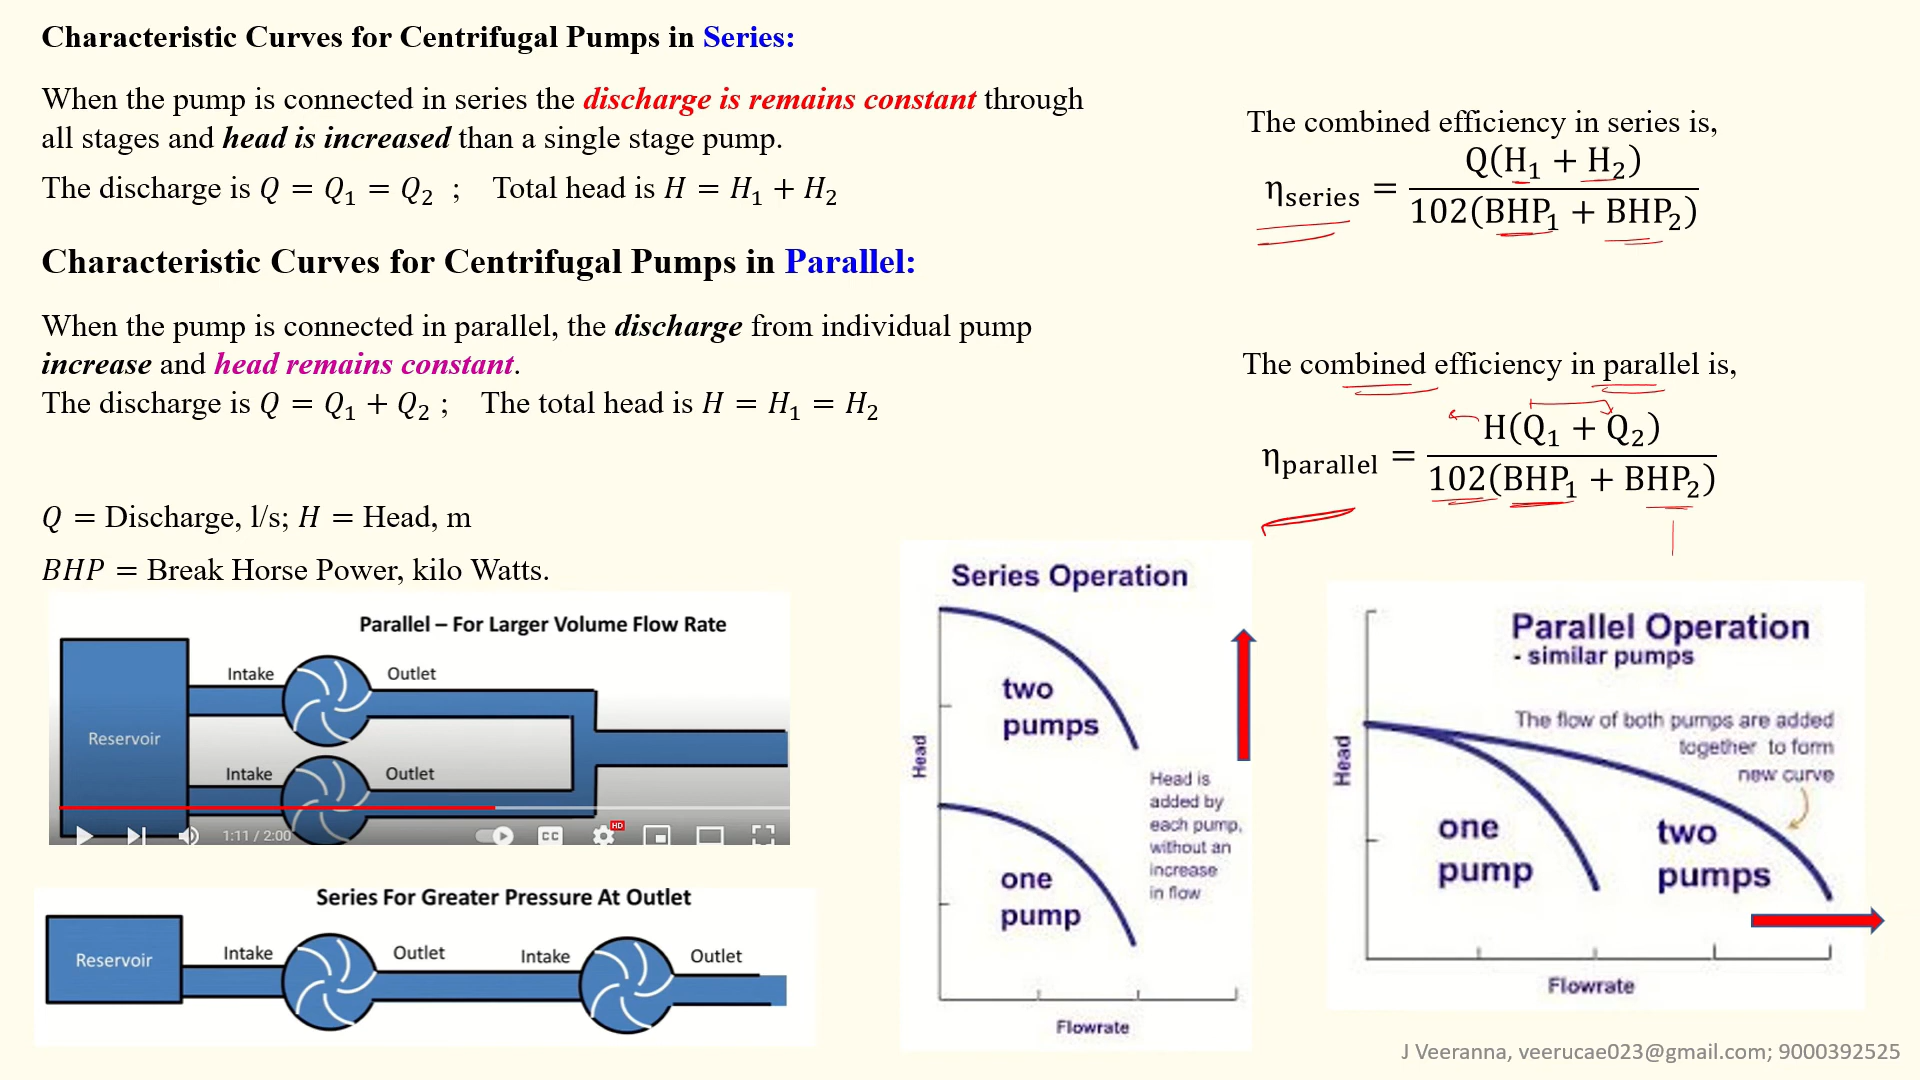 Characteristic Curves for Centrifugal Pumps in Series:
When the pump is connected in series the discharge is remains constant through
all stages and head is increased than a single stage pump.
The discharge is Q = Q₁ = Q₂ ; Total head is H = H₁ + H₂
The combined efficiency in series is,
η_series = Q(H₁ + H₂) / 102(BHP₁ + BHP₂)
Characteristic Curves for Centrifugal Pumps in Parallel:
When the pump is connected in parallel, the discharge from individual pump
increase and head remains constant.
The discharge is Q = Q₁ + Q₂ ; The total head is H = H₁ = H₂
The combined efficiency in parallel is,
η_parallel = H(Q₁ + Q₂) / 102(BHP₁ + BHP₂)
Q = Discharge, l/s; H = Head, m
BHP = Break Horse Power, kilo Watts.
Parallel – For Larger Volume Flow Rate
Intake
Outlet
Reservoir
Intake
Outlet
1:11 / 2:00
CC
HD
Series For Greater Pressure At Outlet
Reservoir
Intake
Outlet
Intake
Outlet
Series Operation
two
pumps
Head
Head is
added by
each pump,
without an
increase
in flow
one
pump
Flowrate
Parallel Operation
- similar pumps
The flow of both pumps are added
together to form
new curve
Head
one
pump
two
pumps
Flowrate
J Veeranna, veerucae023@gmail.com; 9000392525